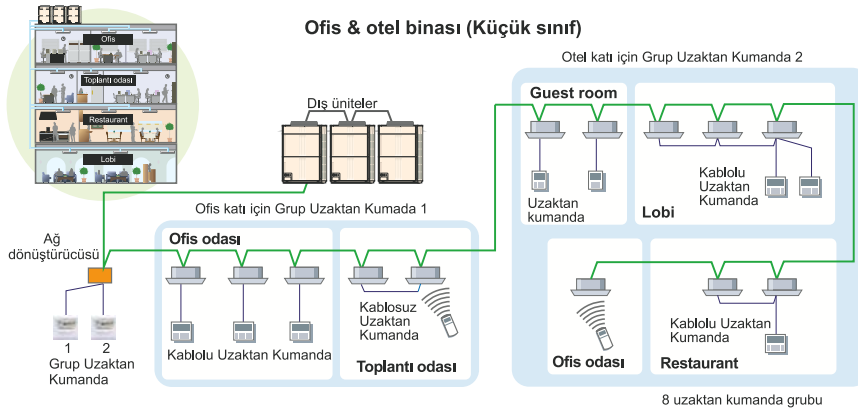 Ofis & otel binası (Küçük sınıf)
Ofis
Toplantı odası
Restaurant
Lobi
Dış üniteler
Otel katı için Grup Uzaktan Kumanda 2
Guest room
Uzaktan
kumanda
Kablolu
Uzaktan
Kumanda
Lobi
Ofis katı için Grup Uzaktan Kumada 1
Ağ
dönüştürücüsü
1
2
Grup Uzaktan
Kumanda
Ofis odası
Kablolu Uzaktan Kumanda
Kablosuz
Uzaktan
Kumanda
Toplantı odası
Ofis odası
Kablolu Uzaktan
Kumanda
Restaurant
8 uzaktan kumanda grubu